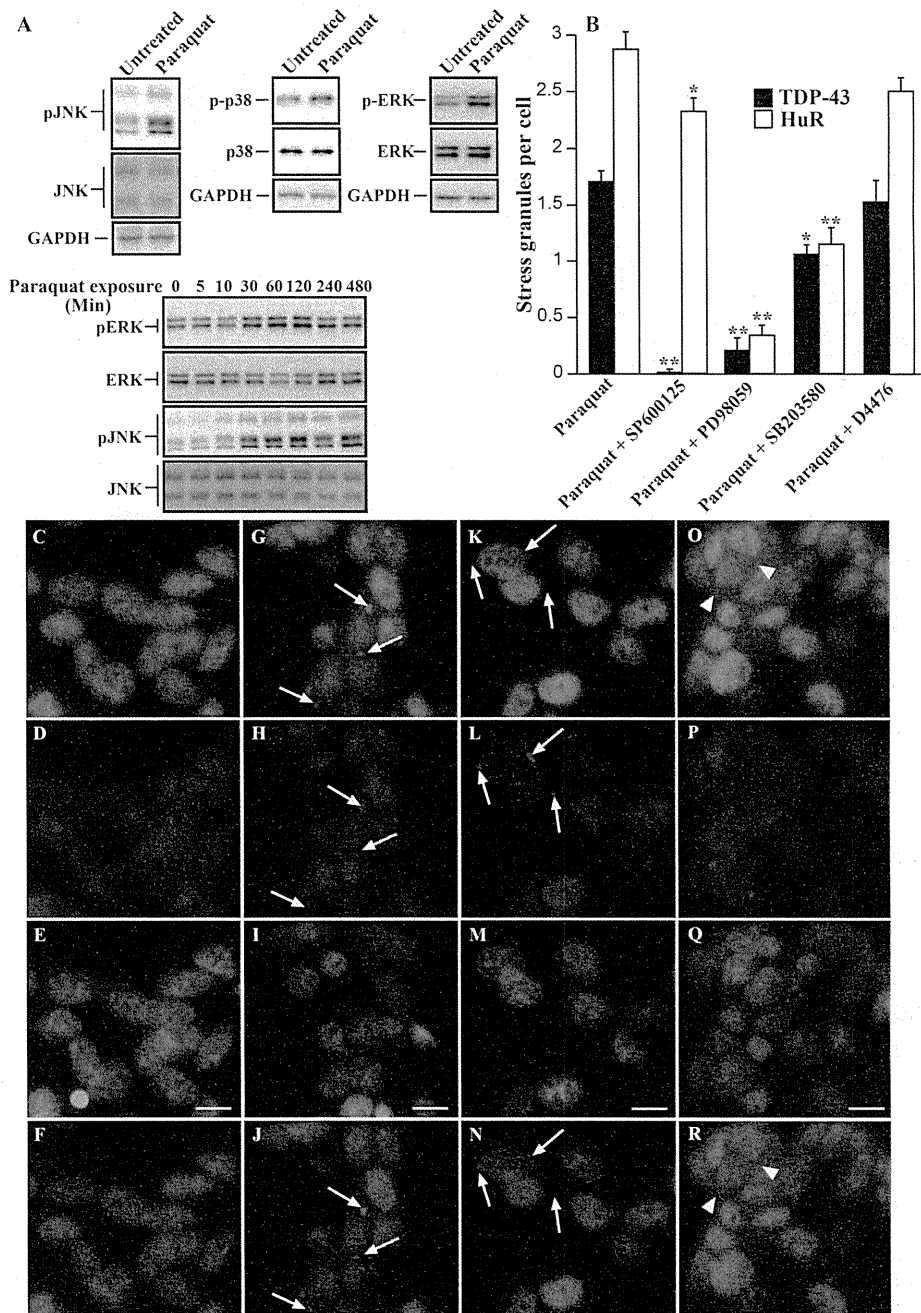 A
Untreated
Paraquat
pJNK
JNK
GAPDH
Untreated
Paraquat
p-p38
p38
GAPDH
Untreated
Paraquat
p-ERK
ERK
GAPDH
Paraquat exposure
(Min)
0 5 10 30 60 120 240 480
pERK
ERK
pJNK
JNK
B
Stress granules per cell
3
2.5
2
1.5
1
0.5
0
TDP-43
HuR
*
**
** **
* **
Paraquat
Paraquat + SP600125
Paraquat + PD98059
Paraquat + SB203580
Paraquat + D4476
C G K O
D H L P
E I M Q
F J N R